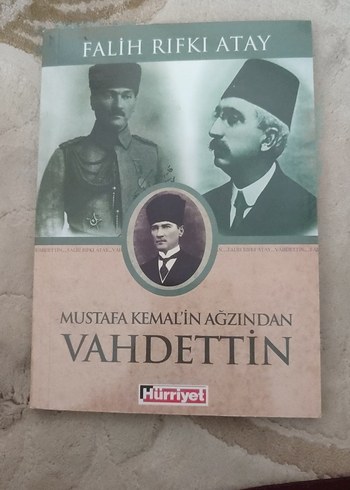 FALİH RIFKI ATAY
MUSTAFA KEMAL'İN AĞZINDAN
VAHDETTİN
Hürriyet